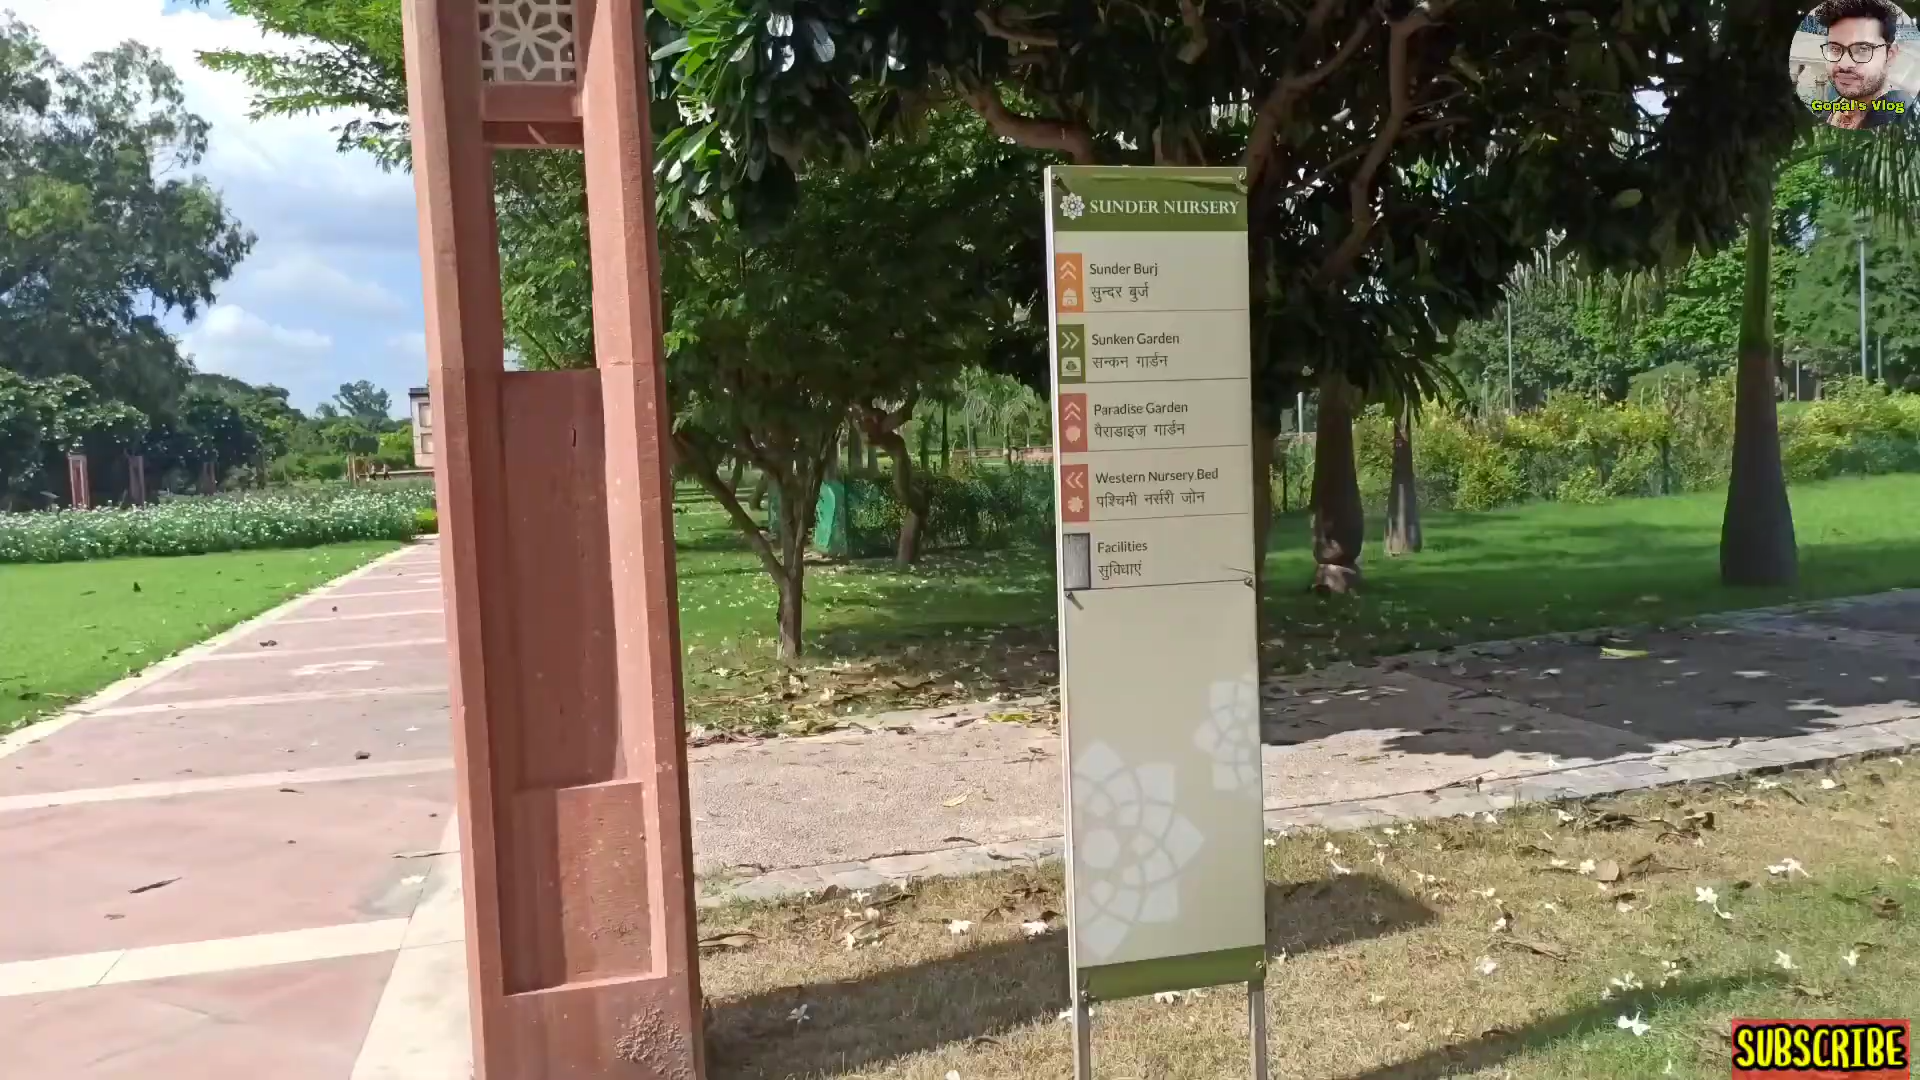 Gopal's Vlog
SUNDER NURSERY
Sunder Burj
सुन्दर बुर्ज
Sunken Garden
सन्कन गार्डन
Paradise Garden
पैराडाइज गार्डन
Western Nursery Bed
पश्चिमी नर्सरी जोन
Facilities
सुविधाएं
SUBSCRIBE